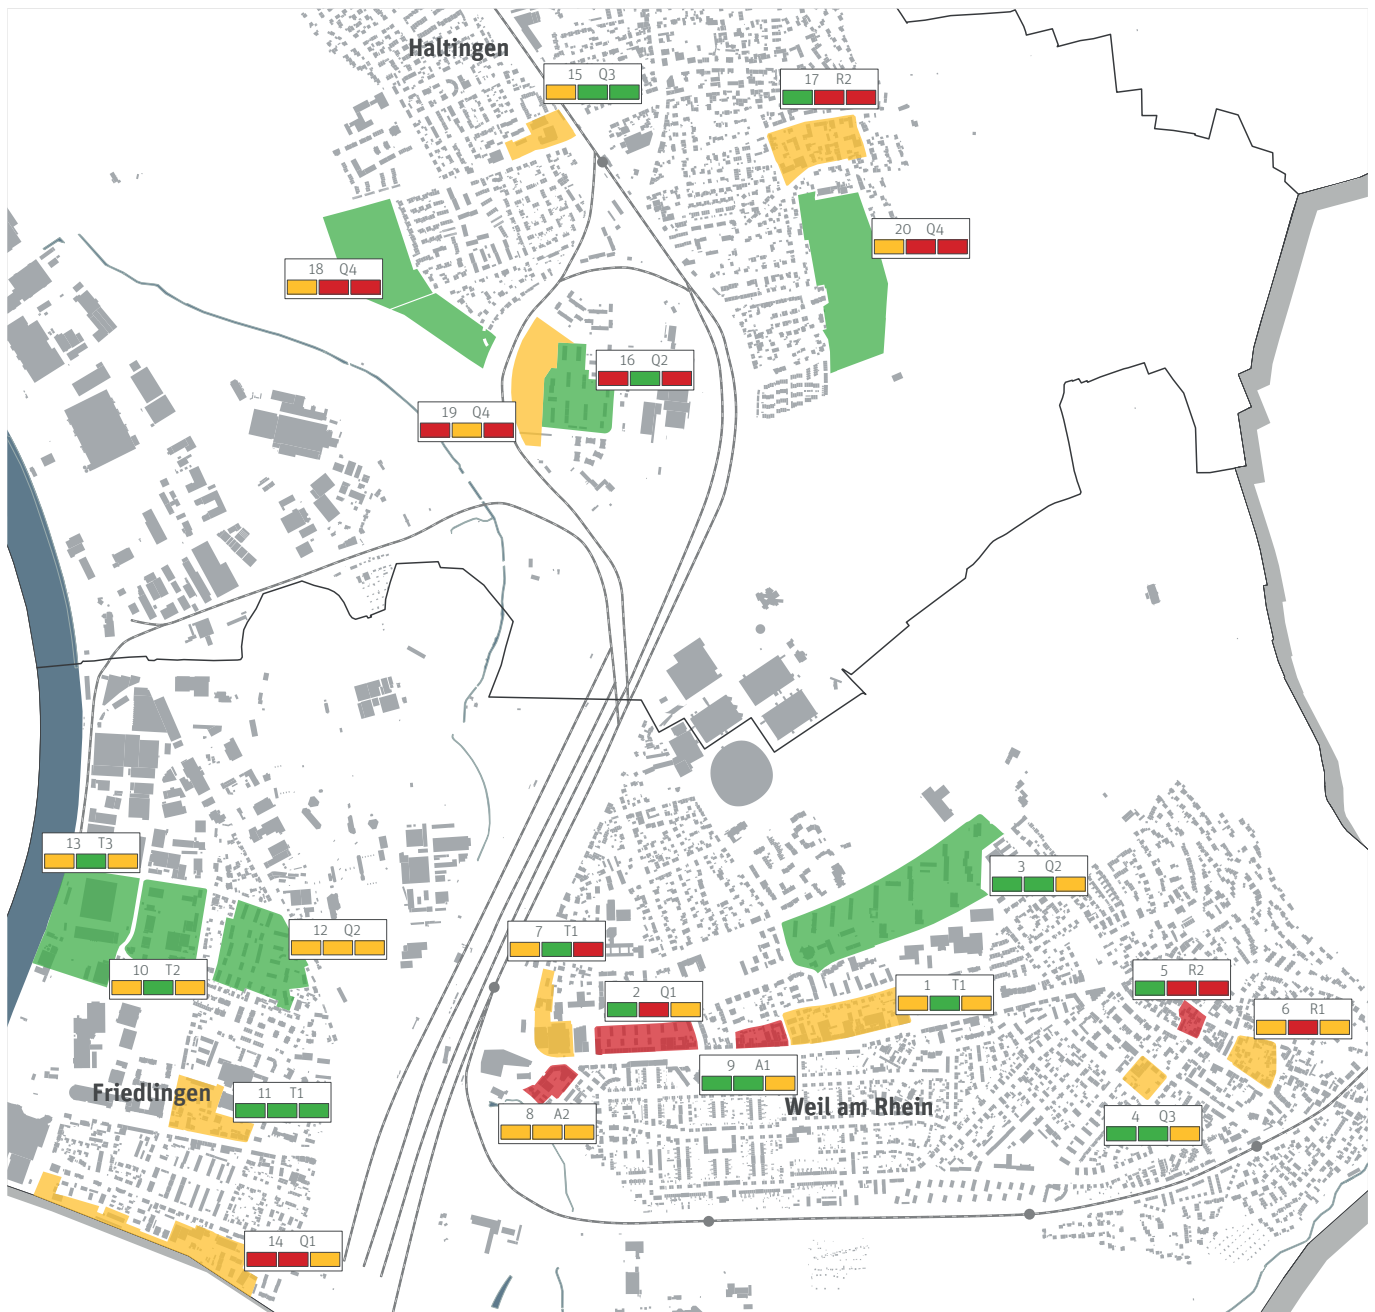 Haltingen
15 Q3
17 R2
20 Q4
18 Q4
16 Q2
19 Q4
13 T3
3 Q2
12 Q2
7 T1
10 T2
5 R2
1 T1
2 Q1
6 R1
9 A1
Friedlingen
11 T1
Weil am Rhein
8 A2
4 Q3
14 Q1